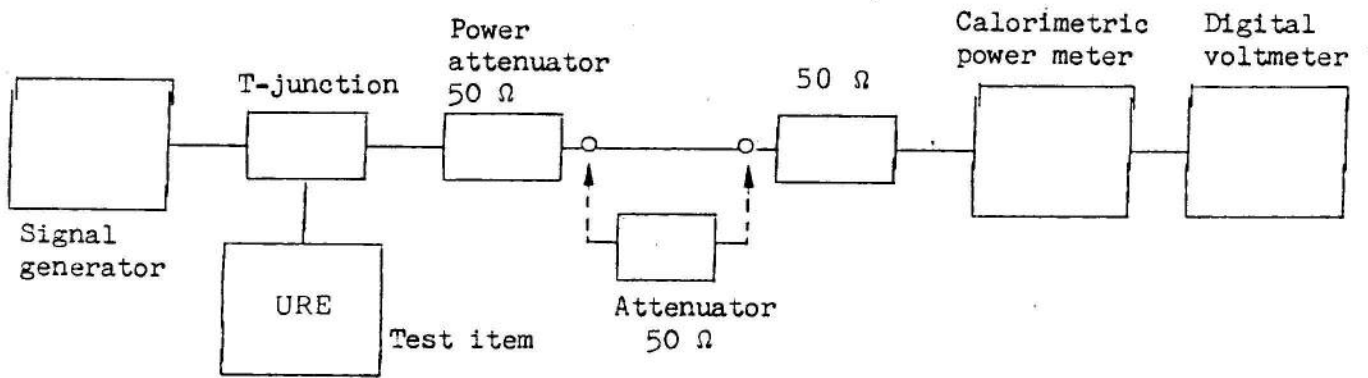 Power
attenuator
50 Ω
T-junction
50 Ω
Calorimetric
power meter
Digital
voltmeter
Signal
generator
URE
Test item
Attenuator
50 Ω